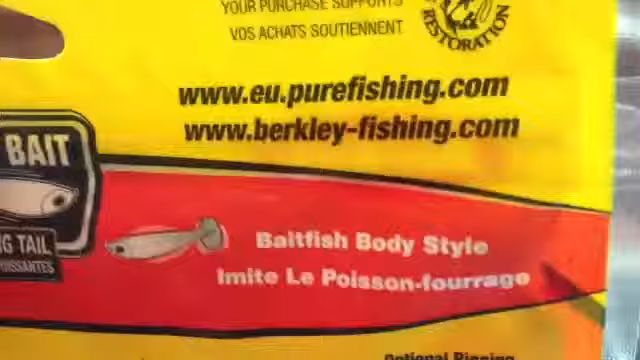 YOUR PURCHASE SUPPORTS
VOS ACHATS SOUTIENNENT
RESTORATION
www.eu.purefishing.com
www.berkley-fishing.com
BAIT
TAIL
Baitfish Body Style
Imite Le Poisson-fourrage
Optional Rigging